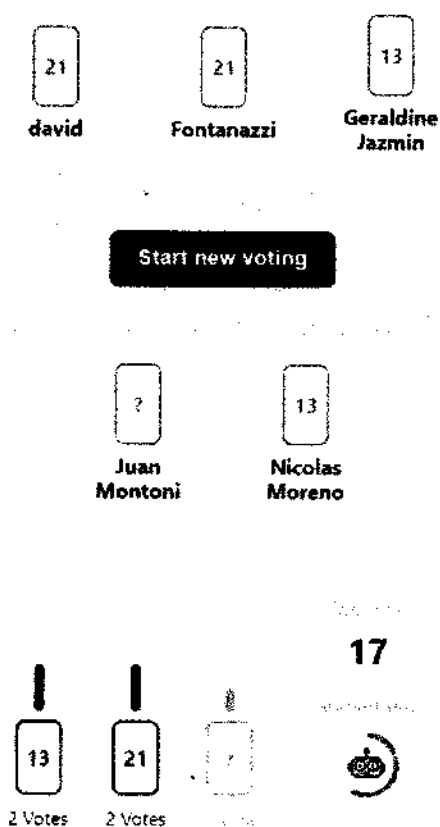 21 21 13
david Fontanazzi Geraldine
Jazmin
Start new voting
? 13
Juan Nicolas
Montoni Moreno
17
13 21 ?
2 Votes 2 Votes